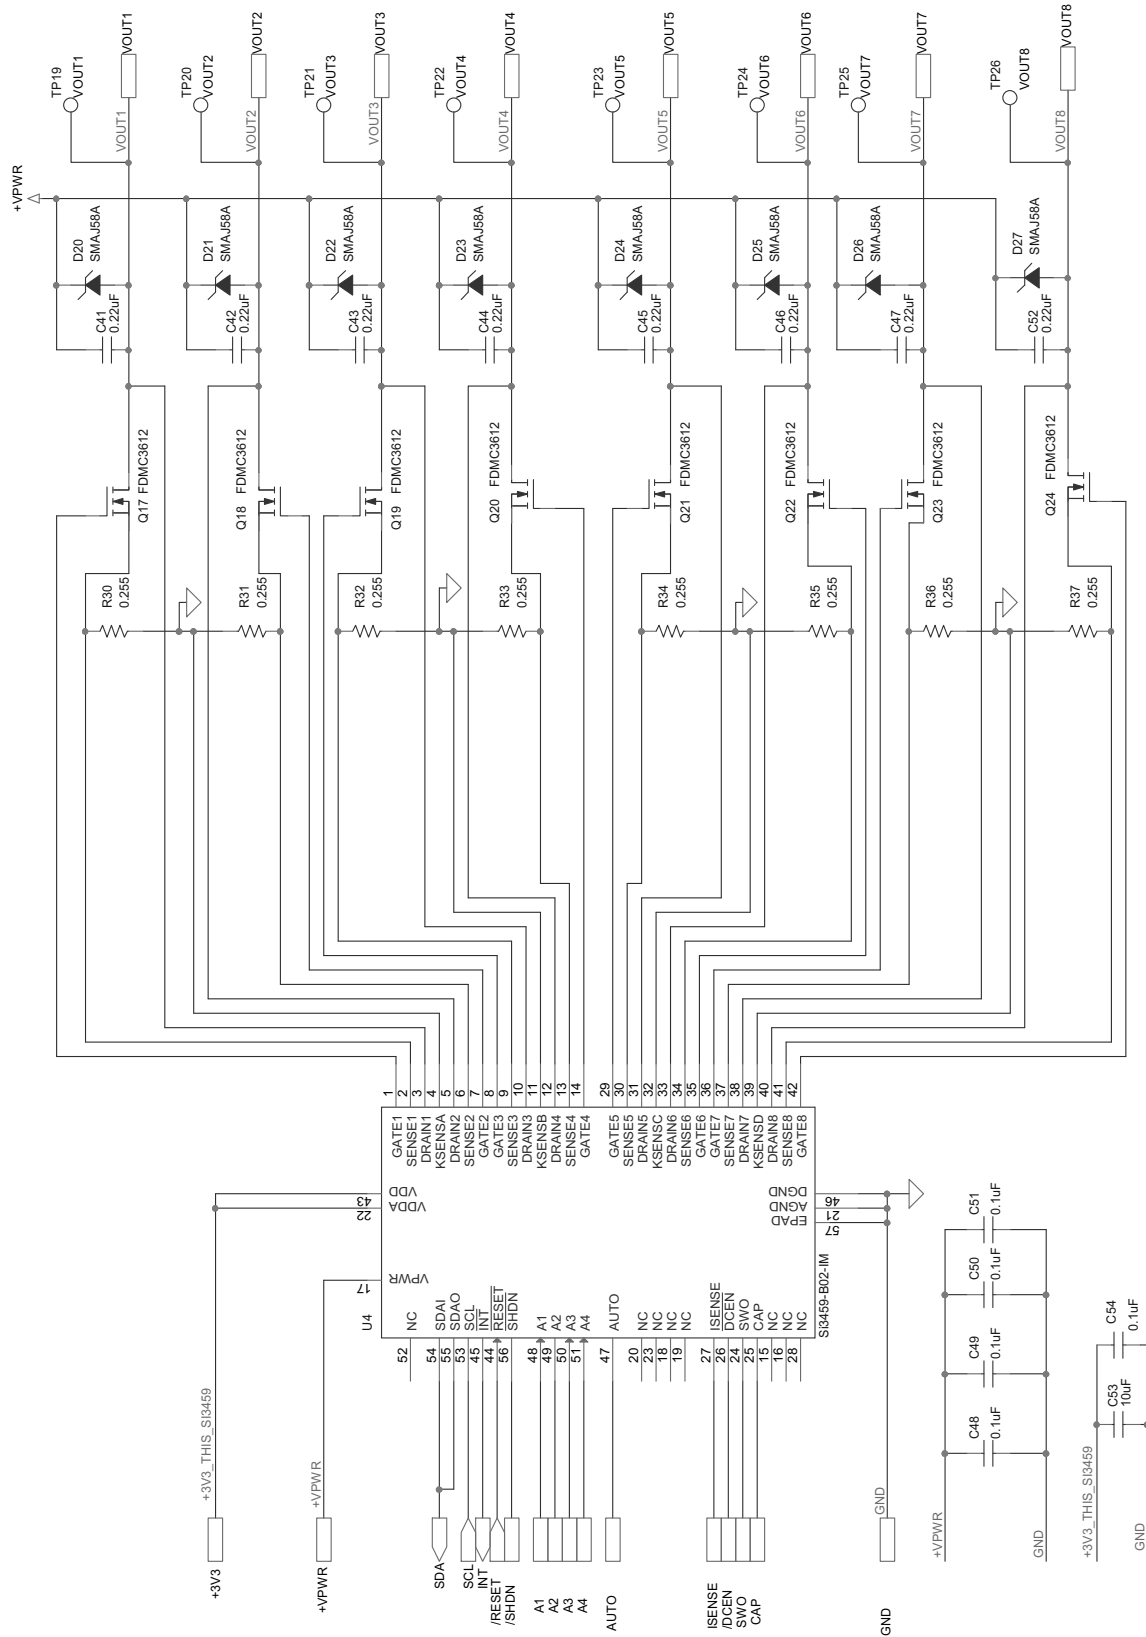 +VPWR
TP19
VOUT1
VOUT1
VOUT1
D20
SMAJ58A
C41
0.22uF
Q17
FDMC3612
R30
0.255
TP20
VOUT2
VOUT2
VOUT2
D21
SMAJ58A
C42
0.22uF
Q18
FDMC3612
R31
0.255
TP21
VOUT3
VOUT3
VOUT3
D22
SMAJ58A
C43
0.22uF
Q19
FDMC3612
R32
0.255
TP22
VOUT4
VOUT4
VOUT4
D23
SMAJ58A
C44
0.22uF
Q20
FDMC3612
R33
0.255
TP23
VOUT5
VOUT5
VOUT5
D24
SMAJ58A
C45
0.22uF
Q21
FDMC3612
R34
0.255
TP24
VOUT6
VOUT6
VOUT6
D25
SMAJ58A
C46
0.22uF
Q22
FDMC3612
R35
0.255
TP25
VOUT7
VOUT7
VOUT7
D26
SMAJ58A
C47
0.22uF
Q23
FDMC3612
R36
0.255
TP26
VOUT8
VOUT8
VOUT8
D27
SMAJ58A
C52
0.22uF
Q24
FDMC3612
R37
0.255
1 GATE1
2 SENSE1
3 DRAIN1
4 KSENSA
5 DRAIN2
6 SENSE2
7 GATE2
8 GATE3
9 SENSE3
10 DRAIN3
11 KSENSB
12 DRAIN4
13 SENSE4
14 GATE4
29 GATE5
30 SENSE5
31 DRAIN5
32 KSENSC
33 DRAIN6
34 SENSE6
35 GATE6
36 GATE7
37 SENSE7
38 DRAIN7
39 KSENSD
40 DRAIN8
41 SENSE8
42 GATE8
VDD 43
VDDA 22
VPWR 17
DGND 46
AGND 21
EPAD 57
U4
Si3459-B02-IM
52 NC
54 SDAI
55 SDAO
53 SCL
45 INT
44 RESET
56 SHDN
48 A1
49 A2
50 A3
51 A4
47 AUTO
20 NC
23 NC
18 NC
19 NC
27 ISENSE
26 DCEN
24 SWO
25 CAP
15 NC
16 NC
28 NC
+3V3_THIS_SI3459
+3V3
+VPWR
+VPWR
SDA
SCL
INT
/RESET
/SHDN
A1
A2
A3
A4
AUTO
ISENSE
/DCEN
SWO
CAP
GND
GND
+VPWR
C48
0.1uF
C49
0.1uF
C50
0.1uF
C51
0.1uF
GND
+3V3_THIS_SI3459
C53
10uF
C54
0.1uF
GND